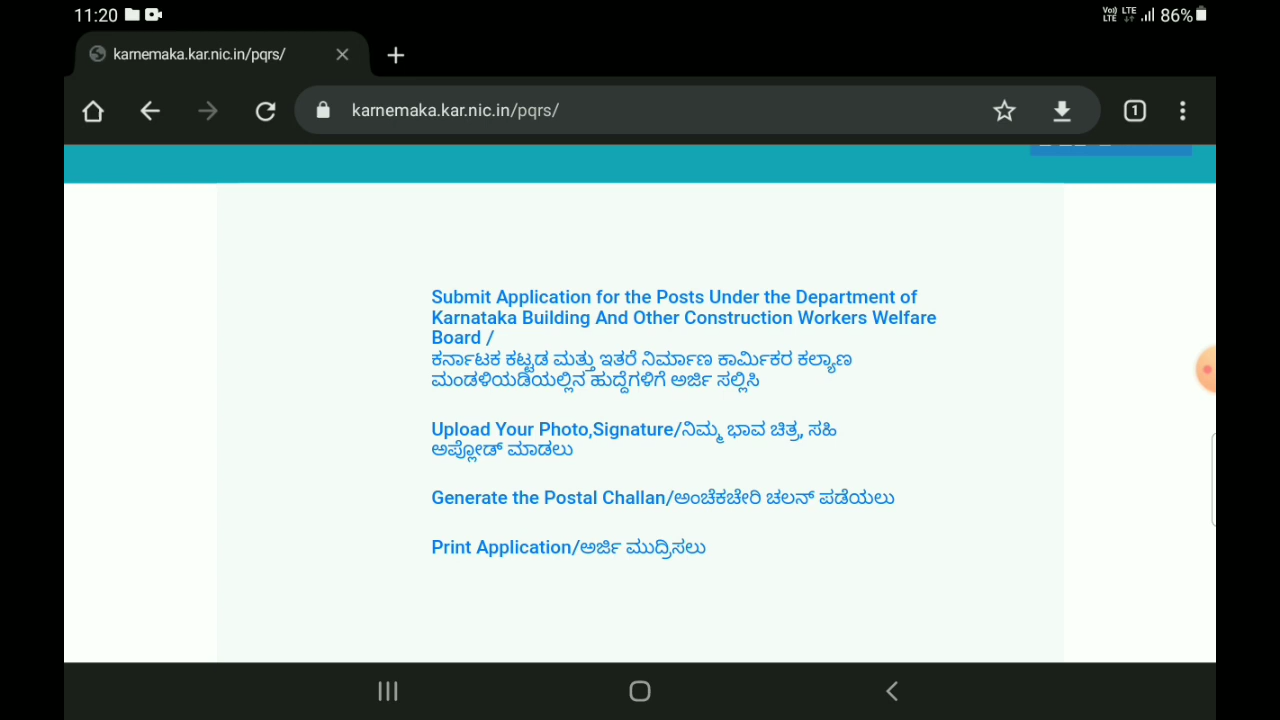 11:20
Vo)) LTE LTE 86%
karnemaka.kar.nic.in/pqrs/
karnemaka.kar.nic.in/pqrs/
1
Submit Application for the Posts Under the Department of
Karnataka Building And Other Construction Workers Welfare
Board /
ಕರ್ನಾಟಕ ಕಟ್ಟಡ ಮತ್ತು ಇತರೆ ನಿರ್ಮಾಣ ಕಾರ್ಮಿಕರ ಕಲ್ಯಾಣ
ಮಂಡಳಿಯಡಿಯಲ್ಲಿನ ಹುದ್ದೆಗಳಿಗೆ ಅರ್ಜಿ ಸಲ್ಲಿಸಿ
Upload Your Photo,Signature/ನಿಮ್ಮ ಭಾವ ಚಿತ್ರ, ಸಹಿ
ಅಪ್ಲೋಡ್ ಮಾಡಲು
Generate the Postal Challan/ಅಂಚೆಕಚೇರಿ ಚಲನ್ ಪಡೆಯಲು
Print Application/ಅರ್ಜಿ ಮುದ್ರಿಸಲು